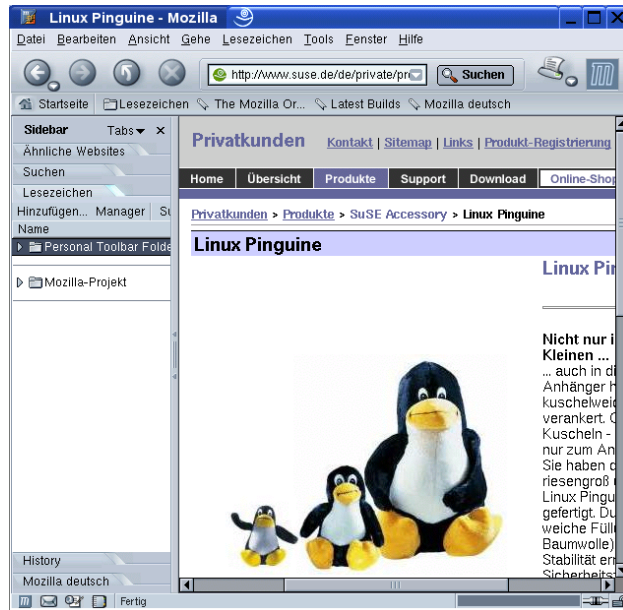 Linux Pinguine - Mozilla
Datei Bearbeiten Ansicht Gehe Lesezeichen Tools Fenster Hilfe
http://www.suse.de/de/private/pr Suchen
Startseite Lesezeichen The Mozilla Or... Latest Builds Mozilla deutsch
Sidebar Tabs x
Ähnliche Websites
Suchen
Lesezeichen
Hinzufügen... Manager Su
Name
Personal Toolbar Folde
Mozilla-Projekt
History
Mozilla deutsch
Privatkunden Kontakt | Sitemap | Links | Produkt-Registrierung
Home Übersicht Produkte Support Download Online-Shop
Privatkunden > Produkte > SuSE Accessory > Linux Pinguine
Linux Pinguine
Linux Pin
Nicht nur i
Kleinen ...
... auch in di
Anhänger h
kuschelweic
verankert.
Kuscheln -
nur zum An
Sie haben d
riesengroß
Linux Pingu
gefertigt. Du
weiche Füll
Baumwolle)
Stabilität er
Sicherheits
Fertig